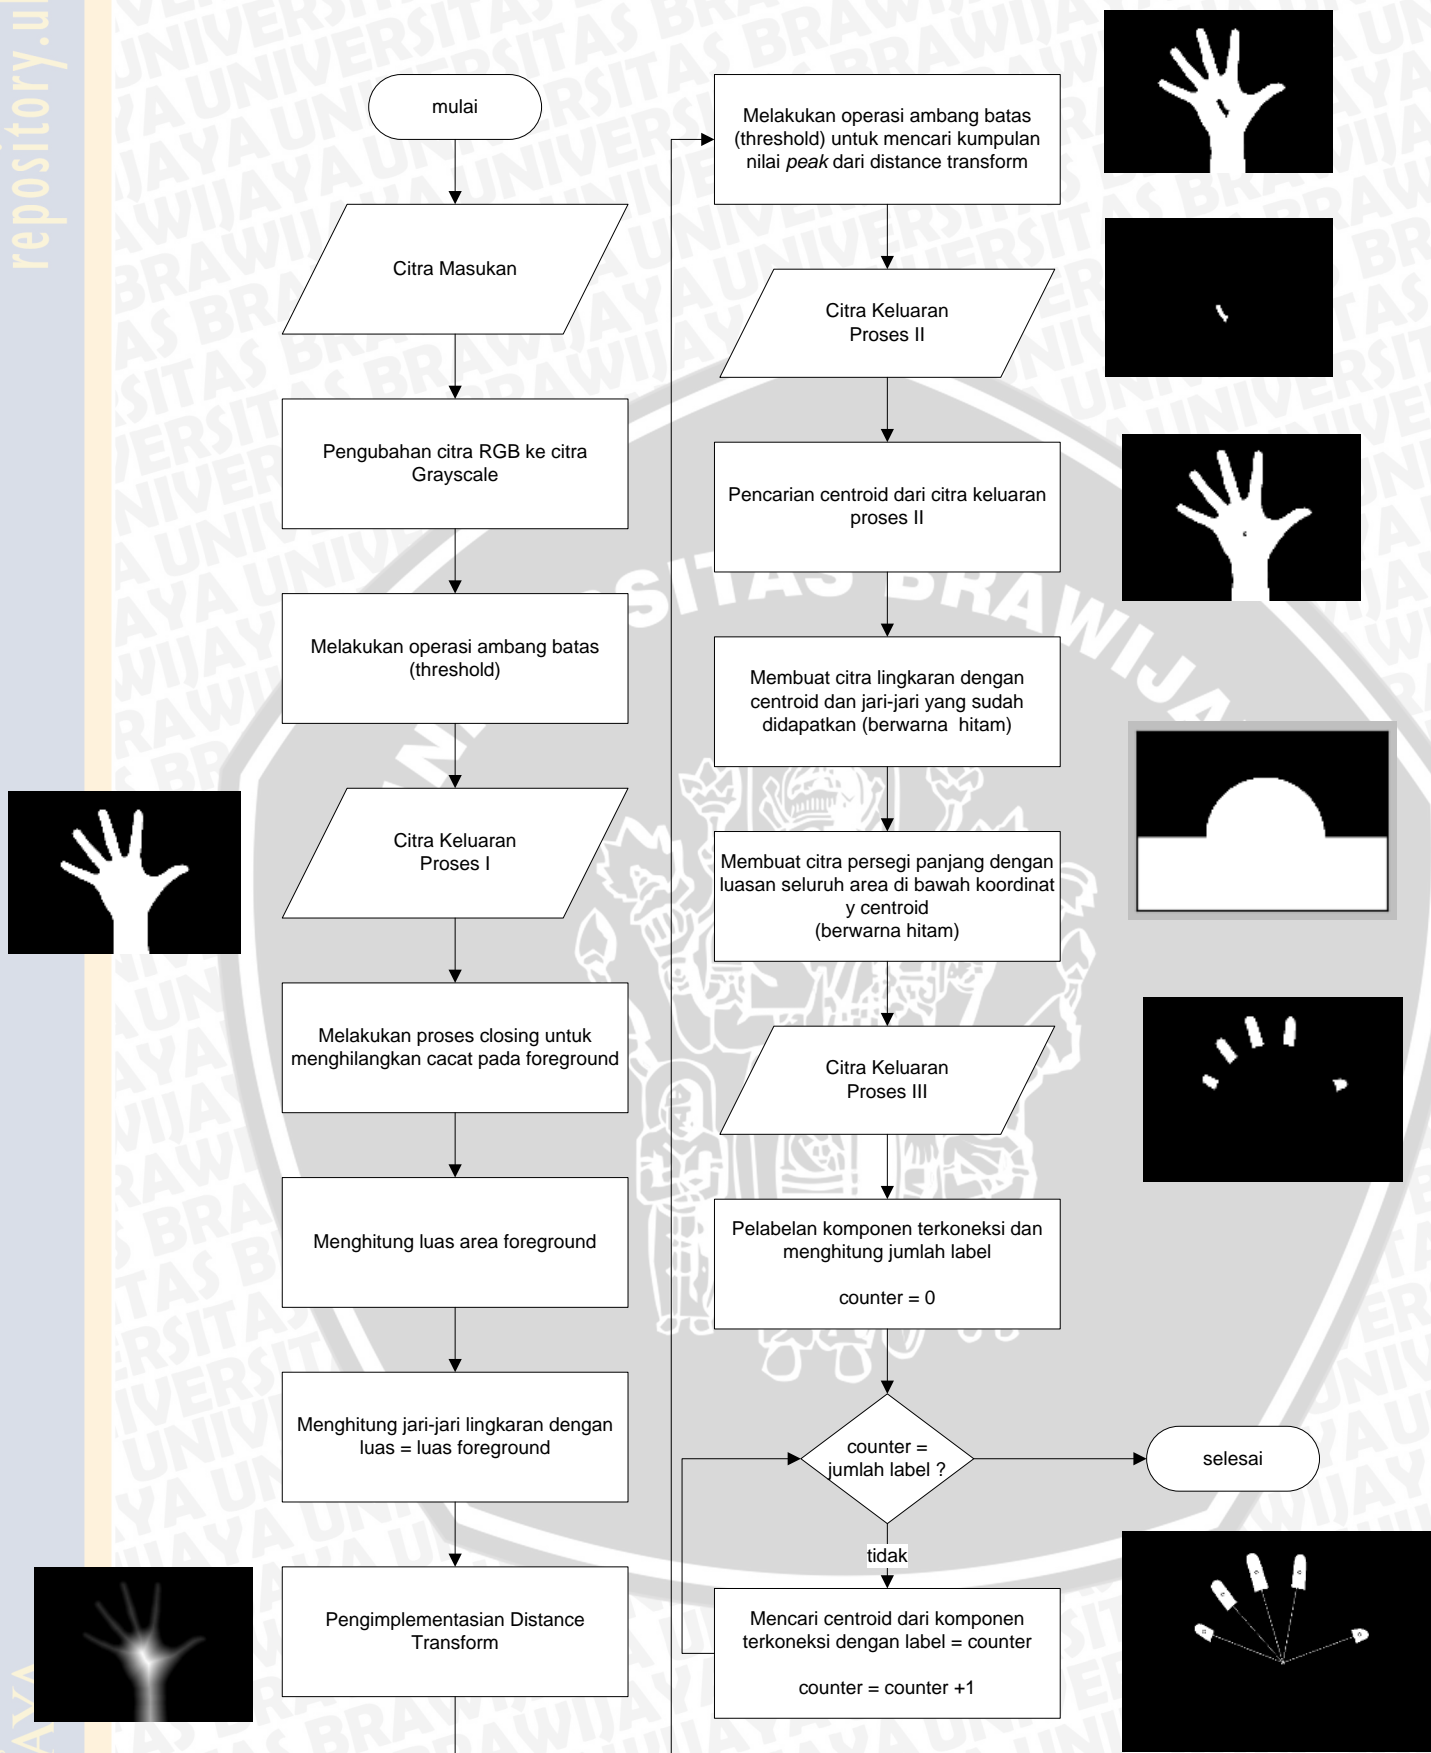 repository.ub
mulai
Citra Masukan
Pengubahan citra RGB ke citra
Grayscale
Melakukan operasi ambang batas
(threshold)
Citra Keluaran
Proses I
Melakukan proses closing untuk
menghilangkan cacat pada foreground
Menghitung luas area foreground
Menghitung jari-jari lingkaran dengan
luas = luas foreground
Pengimplementasian Distance
Transform
Melakukan operasi ambang batas
(threshold) untuk mencari kumpulan
nilai peak dari distance transform
Citra Keluaran
Proses II
Pencarian centroid dari citra keluaran
proses II
Membuat citra lingkaran dengan
centroid dan jari-jari yang sudah
didapatkan (berwarna  hitam)
Membuat citra persegi panjang dengan
luasan seluruh area di bawah koordinat
y centroid
(berwarna hitam)
Citra Keluaran
Proses III
Pelabelan komponen terkoneksi dan
menghitung jumlah label
counter = 0
counter =
jumlah label ?
selesai
tidak
Mencari centroid dari komponen
terkoneksi dengan label = counter
counter = counter +1
UNIVERSITAS BRAWIJAYA